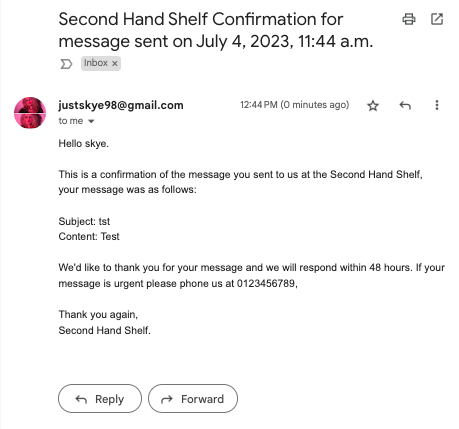 Second Hand Shelf Confirmation for
message sent on July 4, 2023, 11:44 a.m.
Inbox ×
justskye98@gmail.com 12:44 PM (0 minutes ago)
to me
Hello skye.
This is a confirmation of the message you sent to us at the Second Hand Shelf,
your message was as follows:
Subject: tst
Content: Test
We'd like to thank you for your message and we will respond within 48 hours. If your
message is urgent please phone us at 0123456789,
Thank you again,
Second Hand Shelf.
Reply Forward